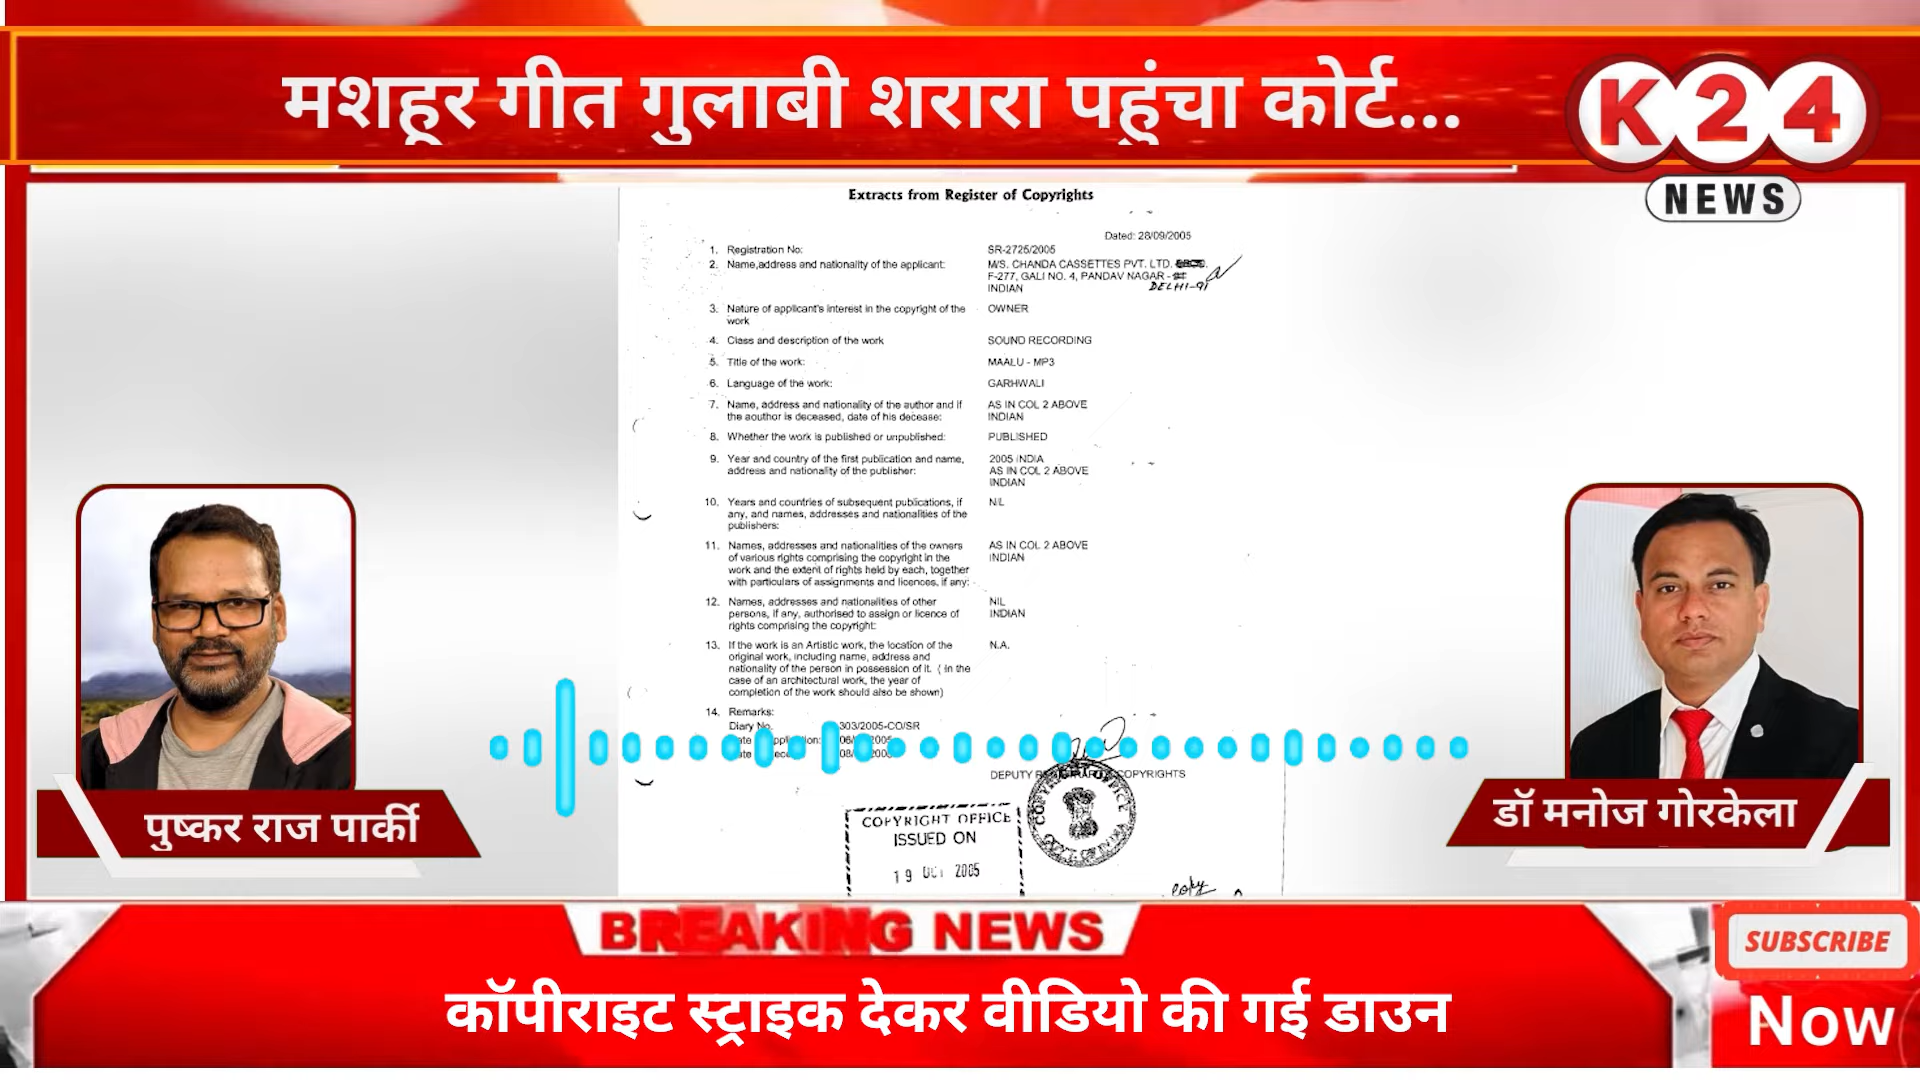 मशहूर गीत गुलाबी शरारा पहुंचा कोर्ट...
K24
NEWS
Extracts from Register of Copyrights
Dated: 28/09/2005
1. Registration No: SR-2725/2005
2. Name,address and nationality of the applicant: M/S. CHANDA CASSETTES PVT. LTD.
F-277, GALI NO. 4, PANDAV NAGAR -
INDIAN DELHI-91
3. Nature of applicant's interest in the copyright of the OWNER
work
4. Class and description of the work SOUND RECORDING
5. Title of the work: MAALU - MP3
6. Language of the work: GARHWALI
7. Name, address and nationality of the author and if AS IN COL 2 ABOVE
the aouthor is deceased, date of his decease: INDIAN
8. Whether the work is published or unpublished: PUBLISHED
9. Year and country of the first publication and name, 2005 INDIA
address and nationality of the publisher: AS IN COL 2 ABOVE
INDIAN
10. Years and countries of subsequent publications, if NIL
any, and names, addresses and nationalities of the
publishers:
11. Names, addresses and nationalities of the owners AS IN COL 2 ABOVE
of various rights comprising the copyright in the INDIAN
work and the extent of rights held by each, together
with particulars of assignments and licences, if any:
12. Names, addresses and nationalities of other NIL
persons, if any, authorised to assign or licence of INDIAN
rights comprising the copyright:
13. If the work is an Artistic work, the location of the N.A.
original work, including name, address and
nationality of the person in possession of it. ( In the
case of an architectural work, the year of
completion of the work should also be shown)
14. Remarks:
Diary No. 303/2005-CO/SR
DEPUTY COPYRIGHTS
COPYRIGHT OFFICE
GOVT. OF INDIA
COPYRIGHT OFFICE
ISSUED ON
19 OCT 2005
copy
पुष्कर राज पार्की
डॉ मनोज गोरकेला
BREAKING NEWS
कॉपीराइट स्ट्राइक देकर वीडियो की गई डाउन
SUBSCRIBE
Now